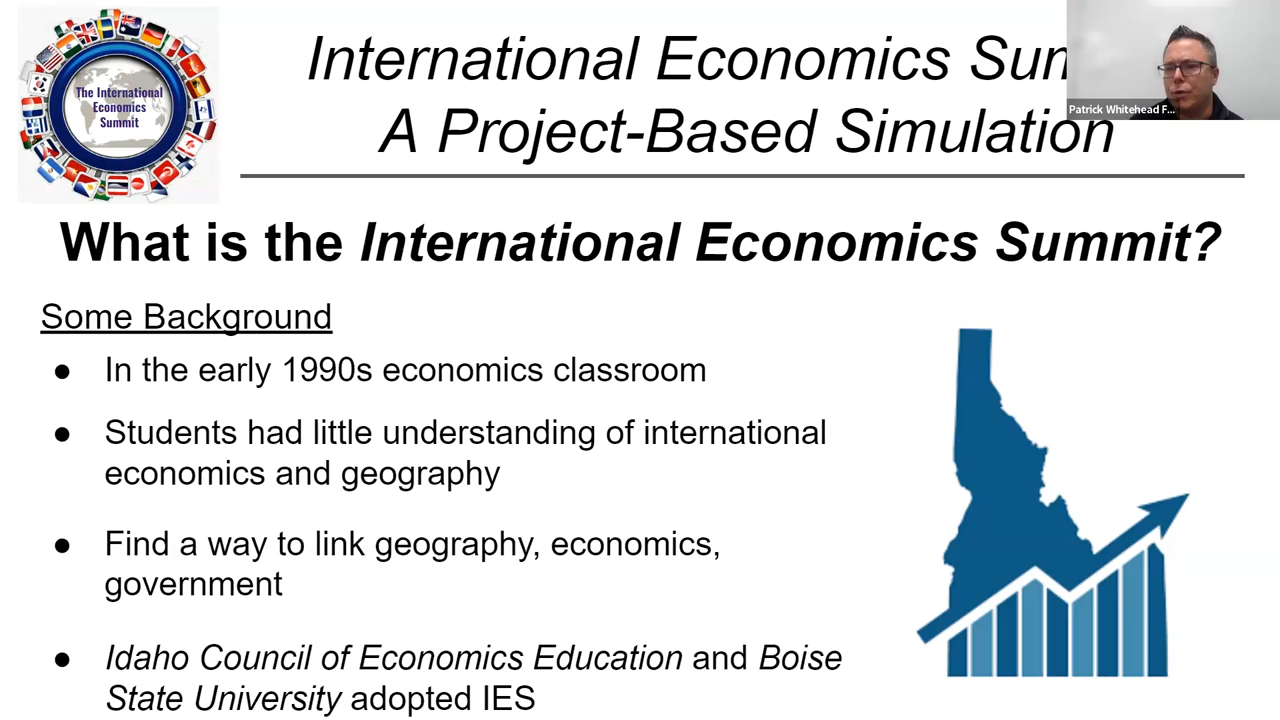 The International
Economics
Summit
International Economics Sum
A Project-Based Simulation
Patrick Whitehead F...
What is the International Economics Summit?
Some Background
● In the early 1990s economics classroom
● Students had little understanding of international
economics and geography
● Find a way to link geography, economics,
government
● Idaho Council of Economics Education and Boise
State University adopted IES